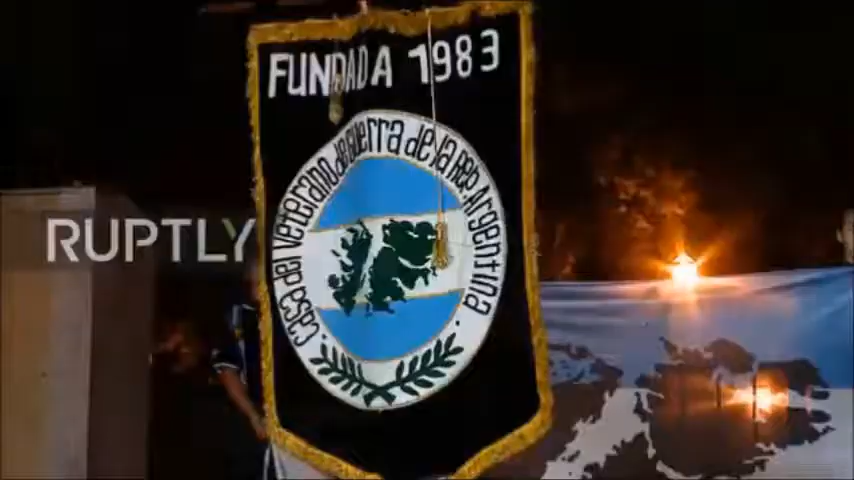 FUNDADA 1983
casa del Veterano de Guerra de la Rep. Argentina
RUPTLY